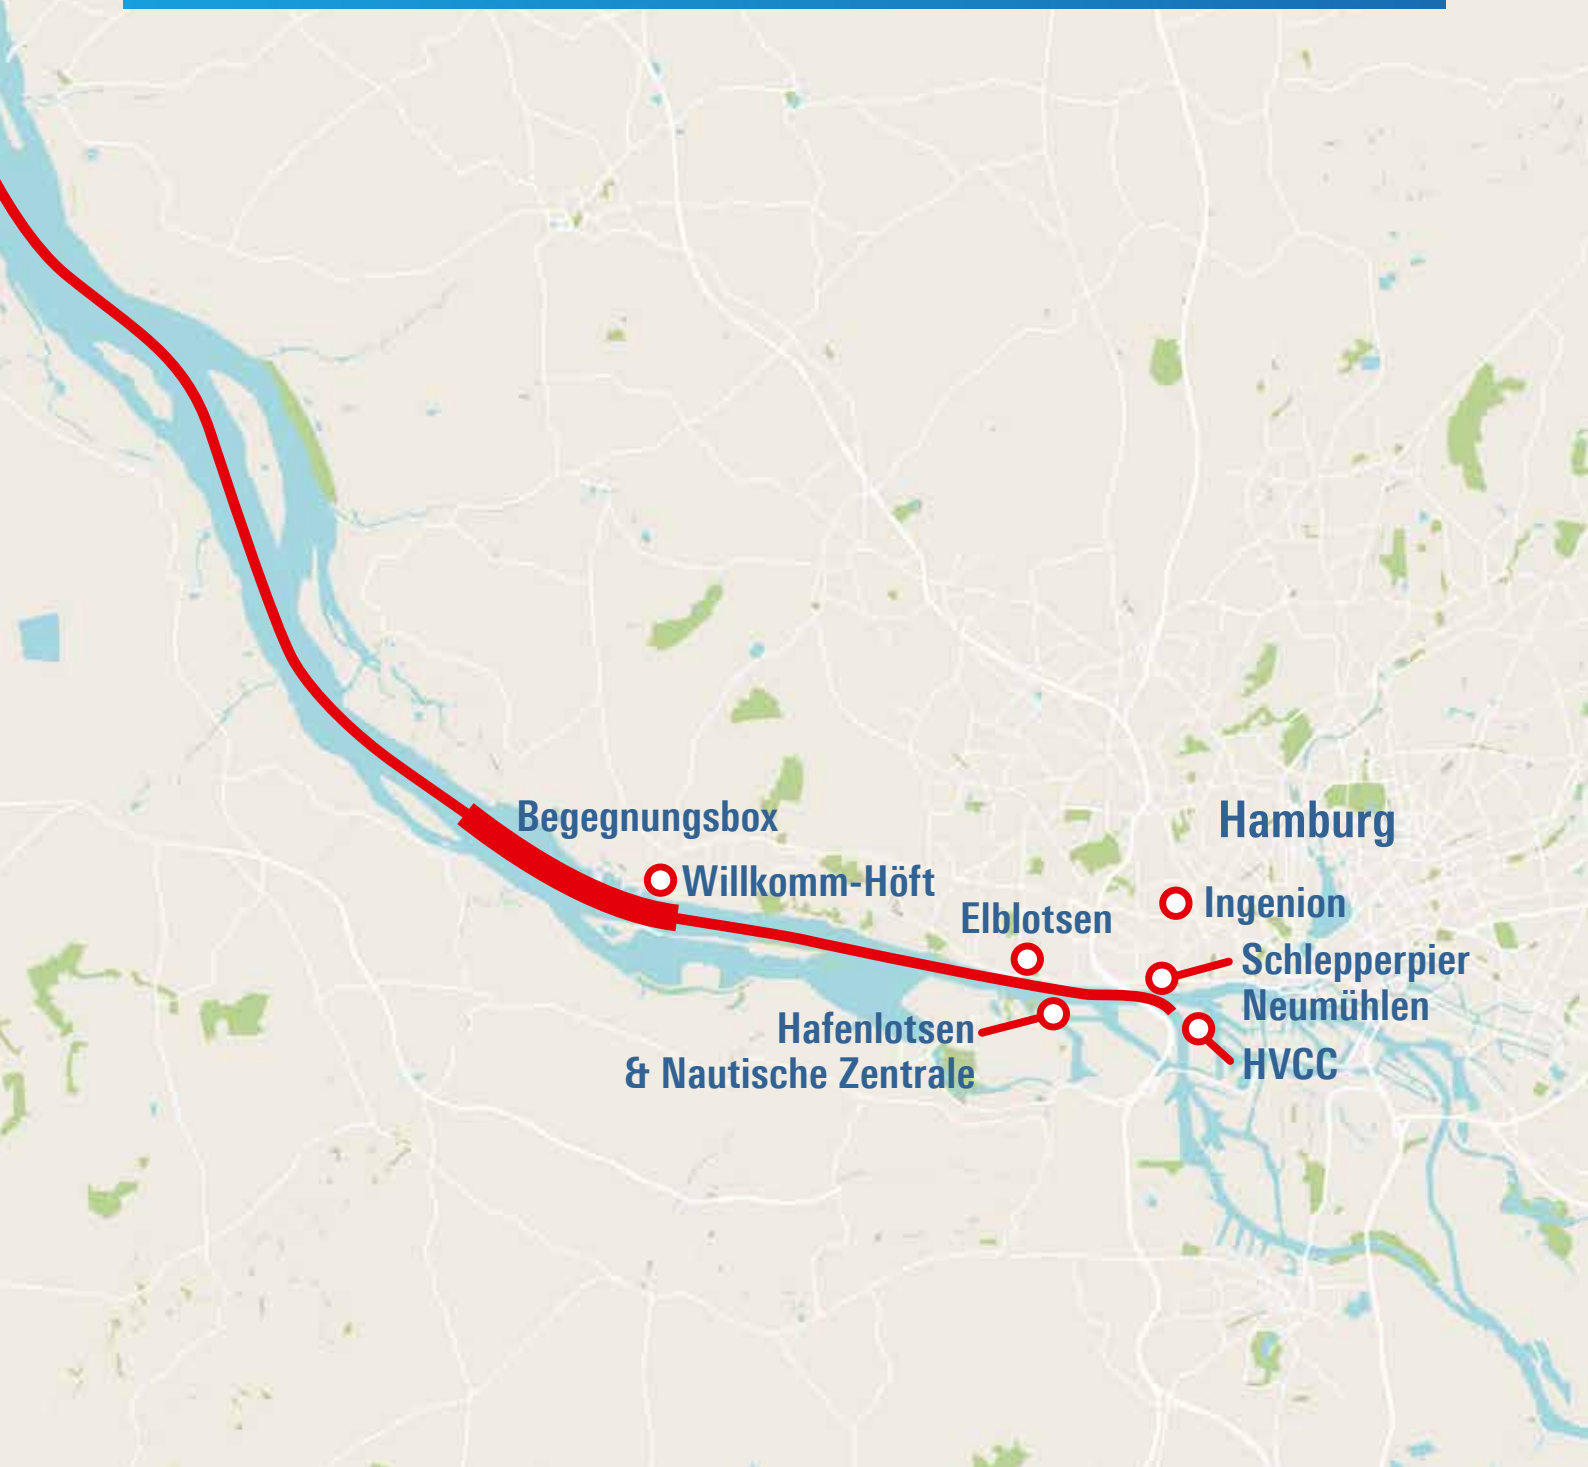 Begegnungsbox
Hamburg
Willkomm-Höft
Ingenion
Elblotsen
Schlepperpier
Neumühlen
Hafenlotsen
& Nautische Zentrale
HVCC